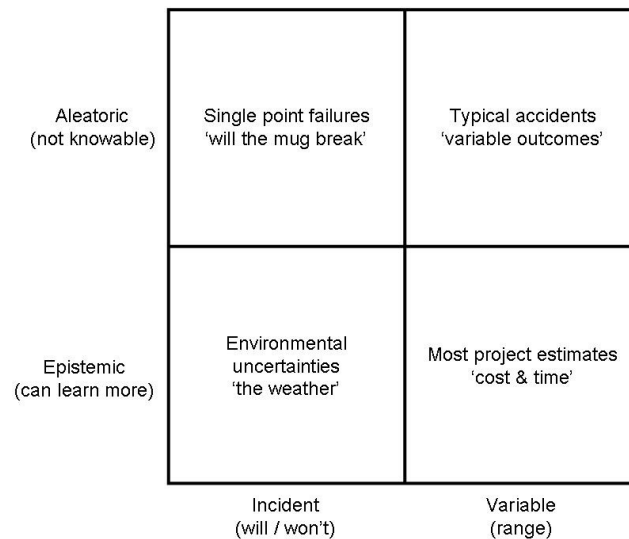 Aleatoric
(not knowable)
Single point failures
‘will the mug break’
Typical accidents
‘variable outcomes’
Epistemic
(can learn more)
Environmental
uncertainties
‘the weather’
Most project estimates
‘cost & time’
Incident
(will / won’t)
Variable
(range)